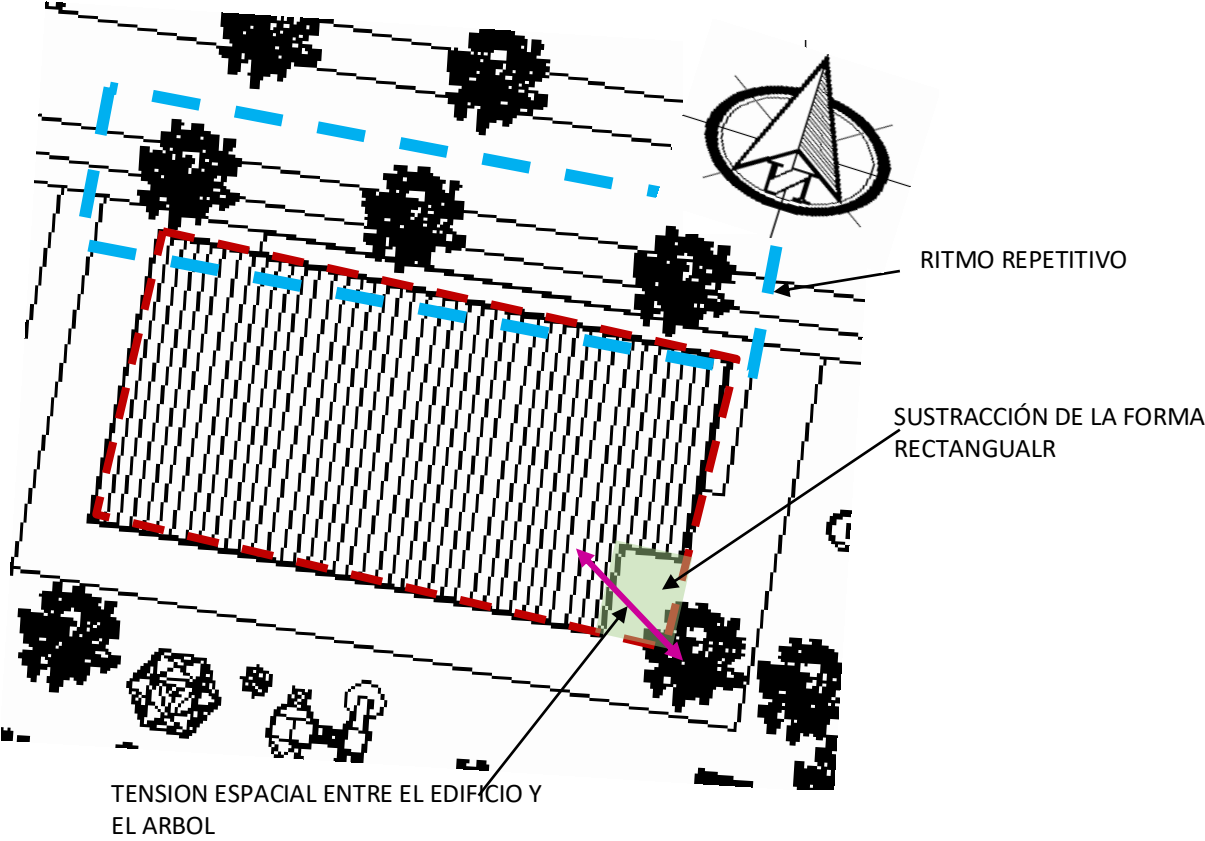 N
RITMO REPETITIVO
SUSTRACCIÓN DE LA FORMA
RECTANGUALR
TENSION ESPACIAL ENTRE EL EDIFICIO Y
EL ARBOL